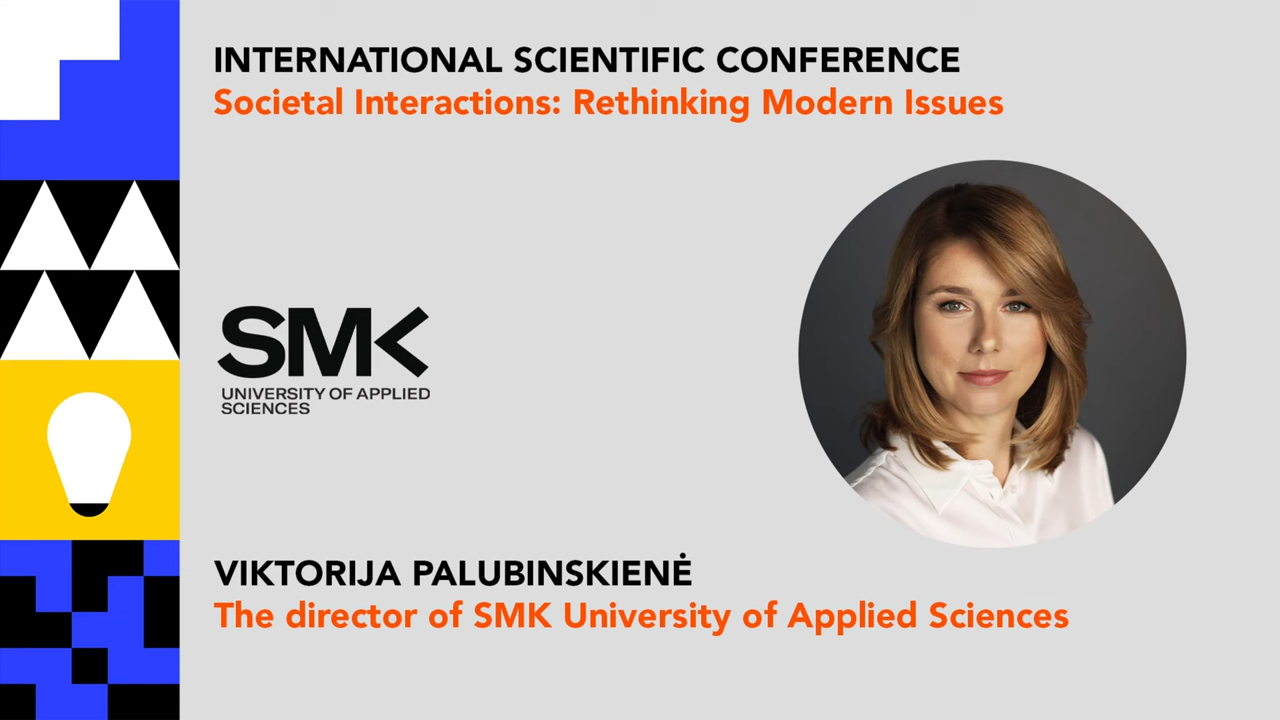 INTERNATIONAL SCIENTIFIC CONFERENCE
Societal Interactions: Rethinking Modern Issues
SMK
UNIVERSITY OF APPLIED
SCIENCES
VIKTORIJA PALUBINSKIENĖ
The director of SMK University of Applied Sciences